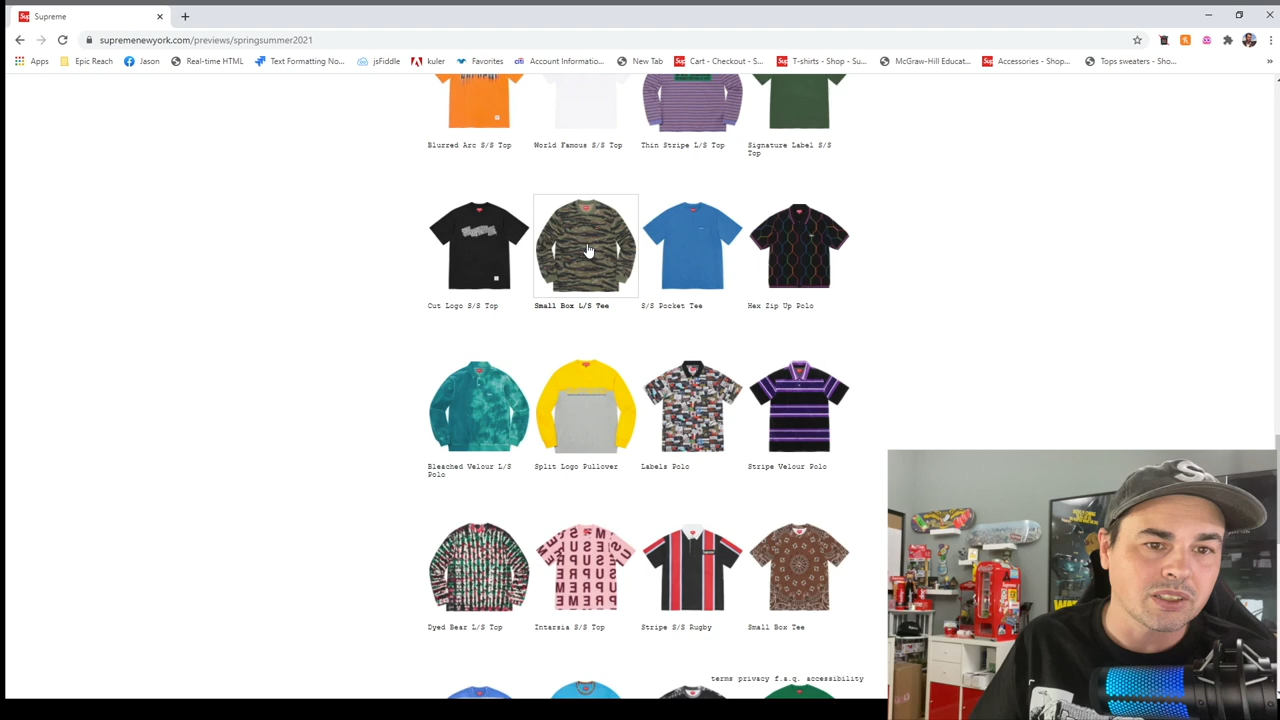 Supreme
supremenewyork.com/previews/springsummer2021
Apps Epic Reach Jason Real-time HTML Text Formatting No... jsFiddle kuler Favorites Account Informatio... New Tab Cart - Checkout - S... T-shirts - Shop - Su... McGraw-Hill Educat... Accessories - Shop... Tops sweaters - Sho...
Blurred Arc S/S Top World Famous S/S Top Thin Stripe L/S Top Signature Label S/S
Top
Cut Logo S/S Top Small Box L/S Tee S/S Pocket Tee Hex Zip Up Polo
Bleached Velour L/S Split Logo Pullover Labels Polo Stripe Velour Polo
Polo
Dyed Bear L/S Top Intarsia S/S Top Stripe S/S Rugby Small Box Tee
terms privacy f.a.q. accessibility